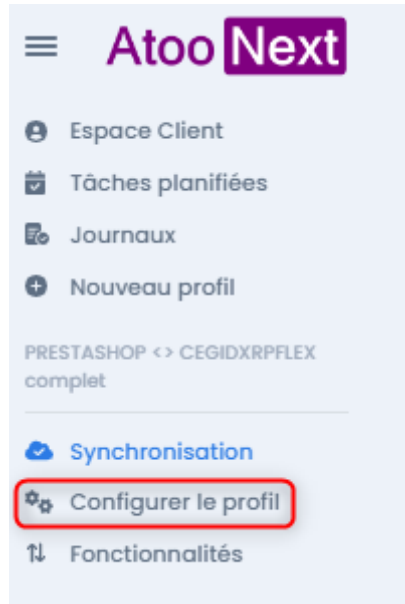 Atoo Next
Espace Client
Tâches planifiées
Journaux
Nouveau profil
PRESTASHOP <> CEGIDXRPFLEX
complet
Synchronisation
Configurer le profil
Fonctionnalités